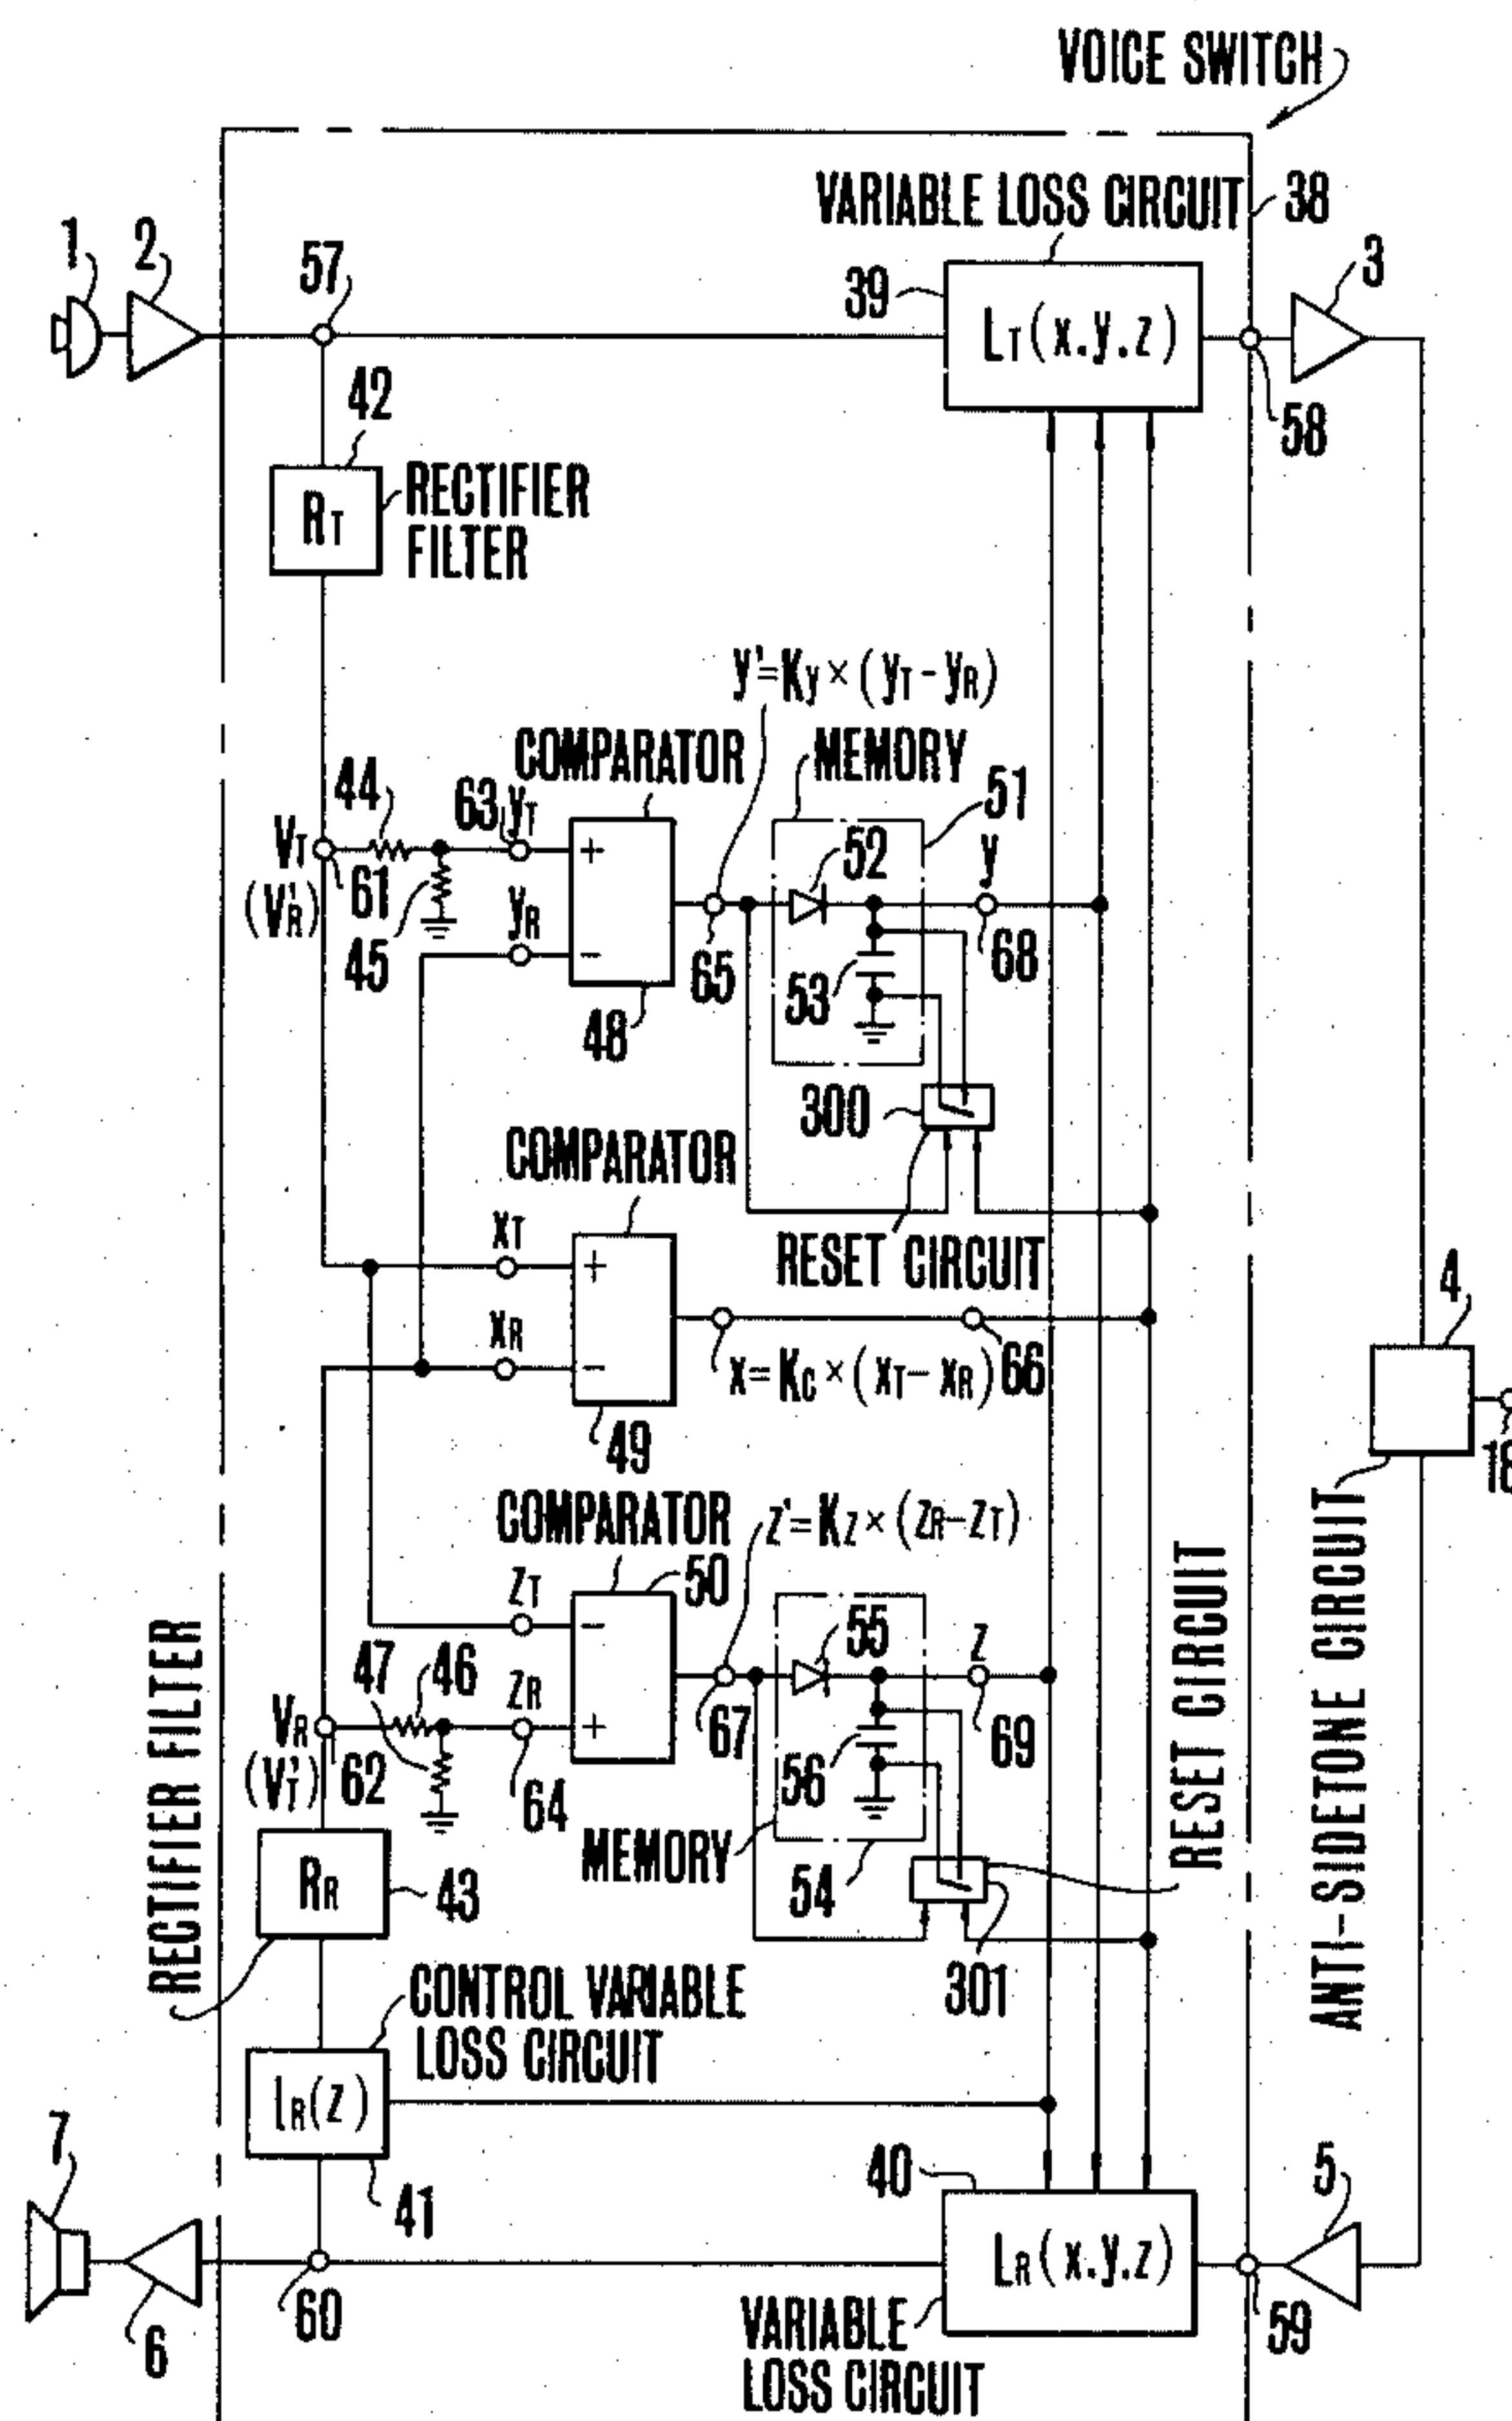 VOICE SWITCH
VARIABLE LOSS CIRCUIT
38
1
2
57
39
LT(x.y.z)
3
58
42
RT
RECTIFIER
FILTER
y'=Ky×(yT-yR)
COMPARATOR
MEMORY
51
44
63
yT
+
52
y
VT
(V'R)
61
45
yR
-
65
53
68
48
300
COMPARATOR
xT
+
RESET CIRCUIT
4
xR
-
x=Kc×(xT-xR)
66
18
49
COMPARATOR
z'=Kz×(zR-zT)
50
zT
-
55
z
47
46
zR
+
67
69
VR
(V'T)
62
64
56
MEMORY
54
RR
43
301
RECTIFIER FILTER
RESET CIRCUIT
ANTI-SIDETONE CIRCUIT
CONTROL VARIABLE
LOSS CIRCUIT
lR(z)
41
7
40
5
LR(x.y.z)
6
60
59
VARIABLE
LOSS CIRCUIT